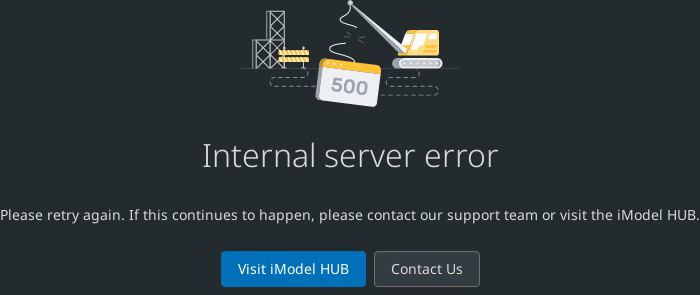 500
Internal server error
Please retry again. If this continues to happen, please contact our support team or visit the iModel HUB.
Visit iModel HUB
Contact Us